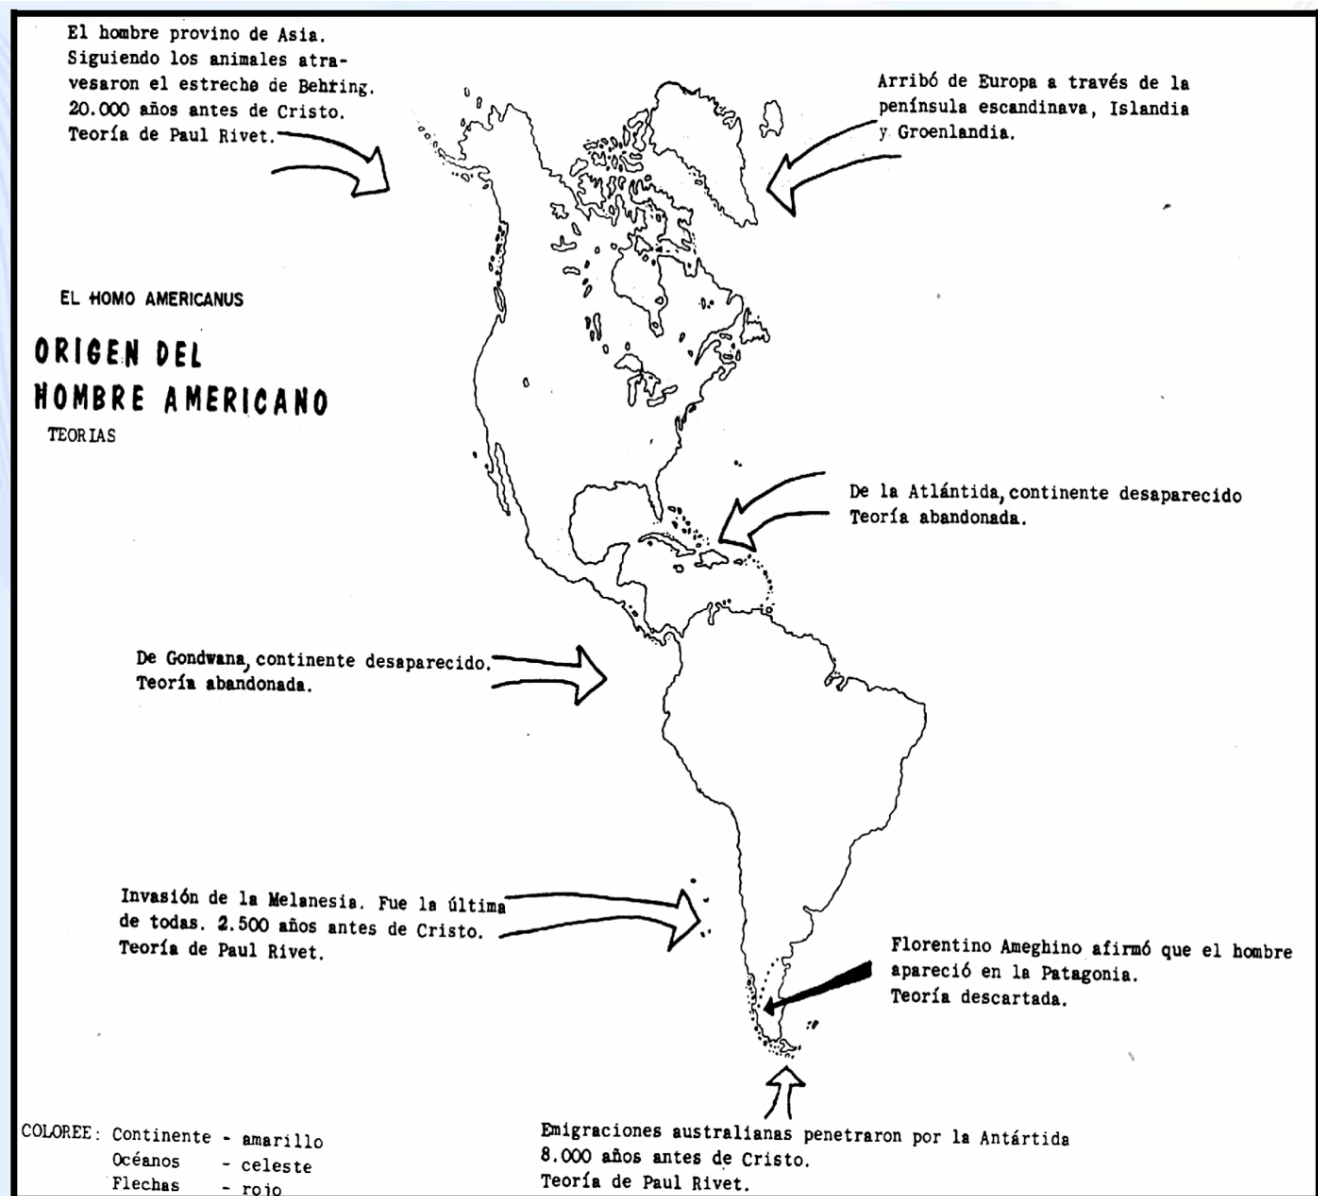 El hombre provino de Asia.
Siguiendo los animales atra-
vesaron el estrecho de Behring.
20.000 años antes de Cristo.
Teoría de Paul Rivet.
Arribó de Europa a través de la
península escandinava, Islandia
y Groenlandia.
EL HOMO AMERICANUS
ORIGEN DEL
HOMBRE AMERICANO
TEORIAS
De la Atlántida, continente desaparecido
Teoría abandonada.
De Gondwana, continente desaparecido.
Teoría abandonada.
Invasión de la Melanesia. Fue la última
de todas. 2.500 años antes de Cristo.
Teoría de Paul Rivet.
Florentino Ameghino afirmó que el hombre
apareció en la Patagonia.
Teoría descartada.
Emigraciones australianas penetraron por la Antártida
8.000 años antes de Cristo.
Teoría de Paul Rivet.
COLOREE: Continente - amarillo
Océanos - celeste
Flechas - rojo